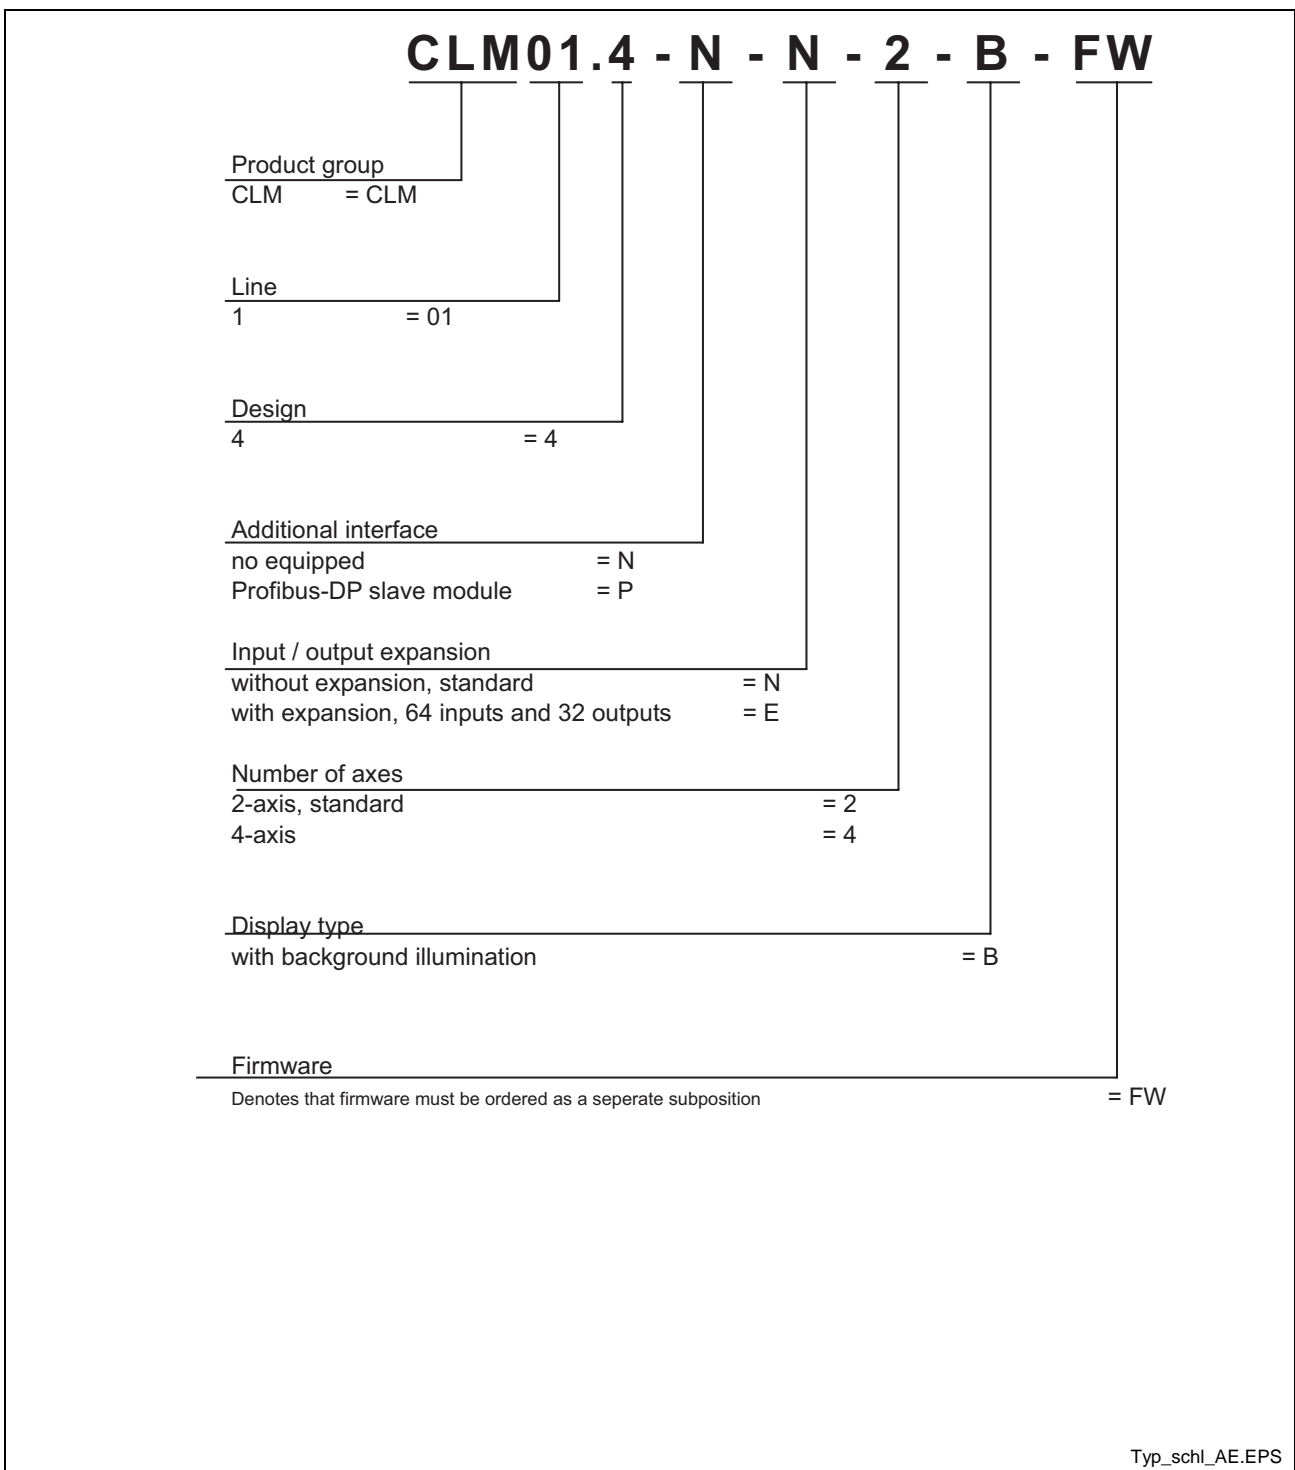 CLM01.4 - N - N - 2 - B - FW
Product group
CLM = CLM
Line
1 = 01
Design
4 = 4
Additional interface
no equipped = N
Profibus-DP slave module = P
Input / output expansion
without expansion, standard = N
with expansion, 64 inputs and 32 outputs = E
Number of axes
2-axis, standard = 2
4-axis = 4
Display type
with background illumination = B
Firmware
Denotes that firmware must be ordered as a seperate subposition = FW
Typ_schl_AE.EPS